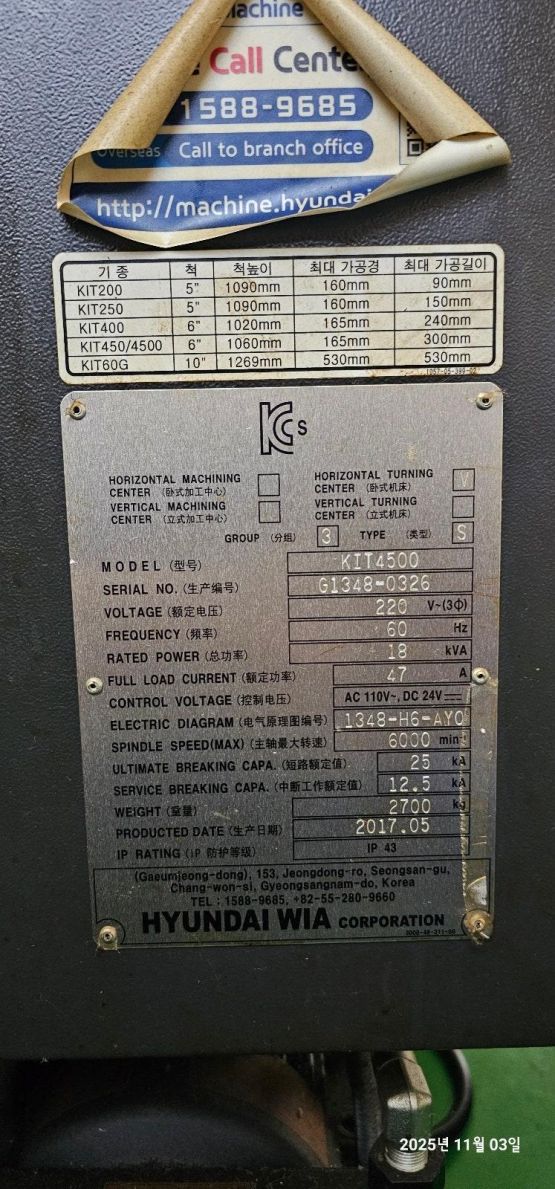 achine
Call Cente
1588-9685
Overseas Call to branch office
http://machine.hyunda
기 종 척 척높이 최대 가공경 최대 가공길이
KIT200 5" 1090mm 160mm 90mm
KIT250 5" 1090mm 160mm 150mm
KIT400 6" 1020mm 165mm 240mm
KIT450/4500 6" 1060mm 165mm 300mm
KIT60G 10" 1269mm 530mm 530mm
KC s
HORIZONTAL MACHINING CENTER (卧式加工中心)
HORIZONTAL TURNING CENTER (卧式机床) V
VERTICAL MACHINING CENTER (立式加工中心)
VERTICAL TURNING CENTER (立式机床)
GROUP (分组) 3 TYPE (类型) S
MODEL (型号) KIT4500
SERIAL NO. (生产编号) G1348-0326
VOLTAGE (额定电压) 220 V~(3Φ)
FREQUENCY (频率) 60 Hz
RATED POWER (总功率) 18 kVA
FULL LOAD CURRENT (额定功率) 47 A
CONTROL VOLTAGE (控制电压) AC 110V~, DC 24V
ELECTRIC DIAGRAM (电气原理图编号) 1348-H6-AY0
SPINDLE SPEED(MAX) (主轴最大转速) 6000 min-1
ULTIMATE BREAKING CAPA. (短路额定值) 25 kA
SERVICE BREAKING CAPA. (中断工作额定值) 12.5 kA
WEIGHT (重量) 2700 kg
PRODUCTED DATE (生产日期) 2017.05
IP RATING (IP 防护等级) IP 43
(Gaeumjeong-dong), 153, Jeongdong-ro, Seongsan-gu,
Chang-won-si, Gyeongsangnam-do, Korea
TEL : 1588-9685, +82-55-280-9660
HYUNDAI WIA CORPORATION
2025년 11월 03일